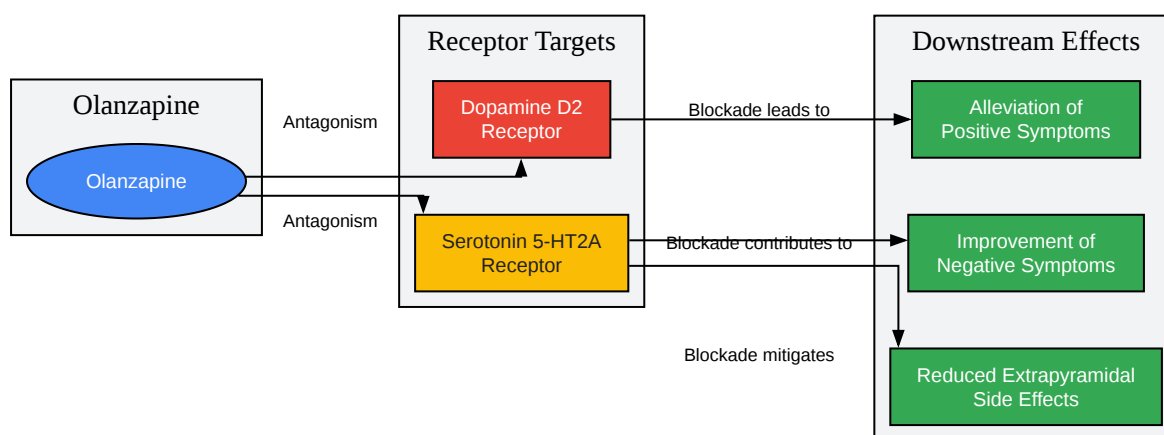 Olanzapine
Olanzapine
Antagonism
Antagonism
Receptor Targets
Dopamine D2
Receptor
Serotonin 5-HT2A
Receptor
Blockade leads to
Blockade contributes to
Blockade mitigates
Downstream Effects
Alleviation of
Positive Symptoms
Improvement of
Negative Symptoms
Reduced Extrapyramidal
Side Effects